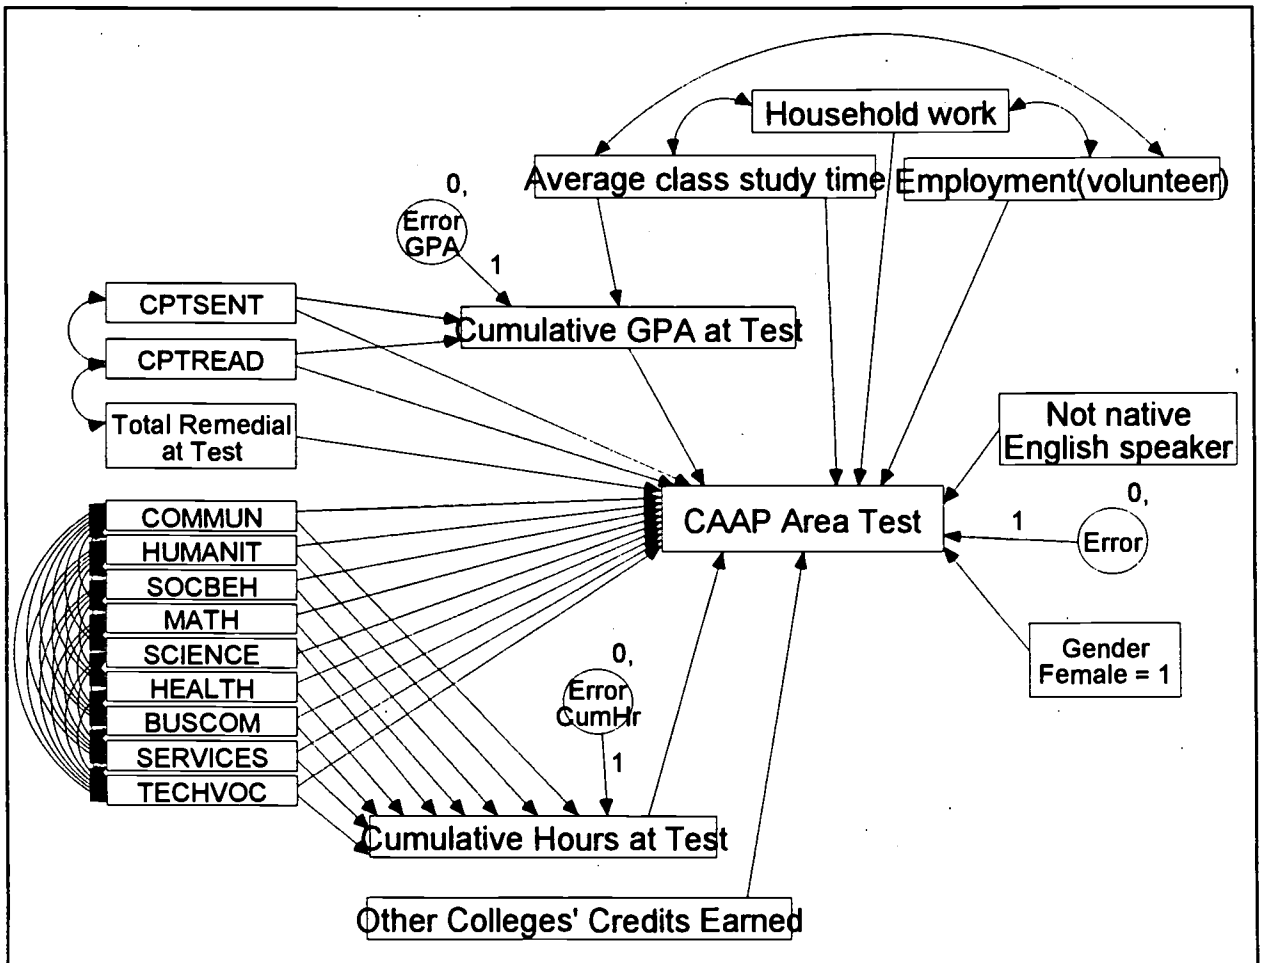 Household work
Average class study time
Employment(volunteer)
0,
Error
GPA
1
CPTSENT
Cumulative GPA at Test
CPTREAD
Total Remedial
at Test
Not native
English speaker
COMMUN
HUMANIT
SOCBEH
MATH
SCIENCE
HEALTH
BUSCOM
SERVICES
TECHVOC
CAAP Area Test
0,
1
Error
Gender
Female = 1
0,
Error
CumHr
1
Cumulative Hours at Test
Other Colleges' Credits Earned